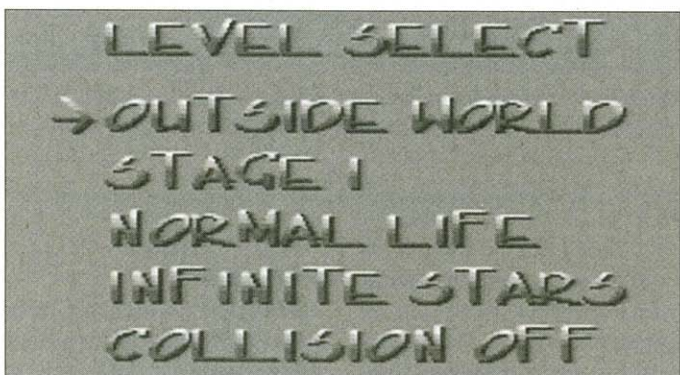 LEVEL SELECT
→OUTSIDE WORLD
STAGE 1
NORMAL LIFE
INFINITE STARS
COLLISION OFF